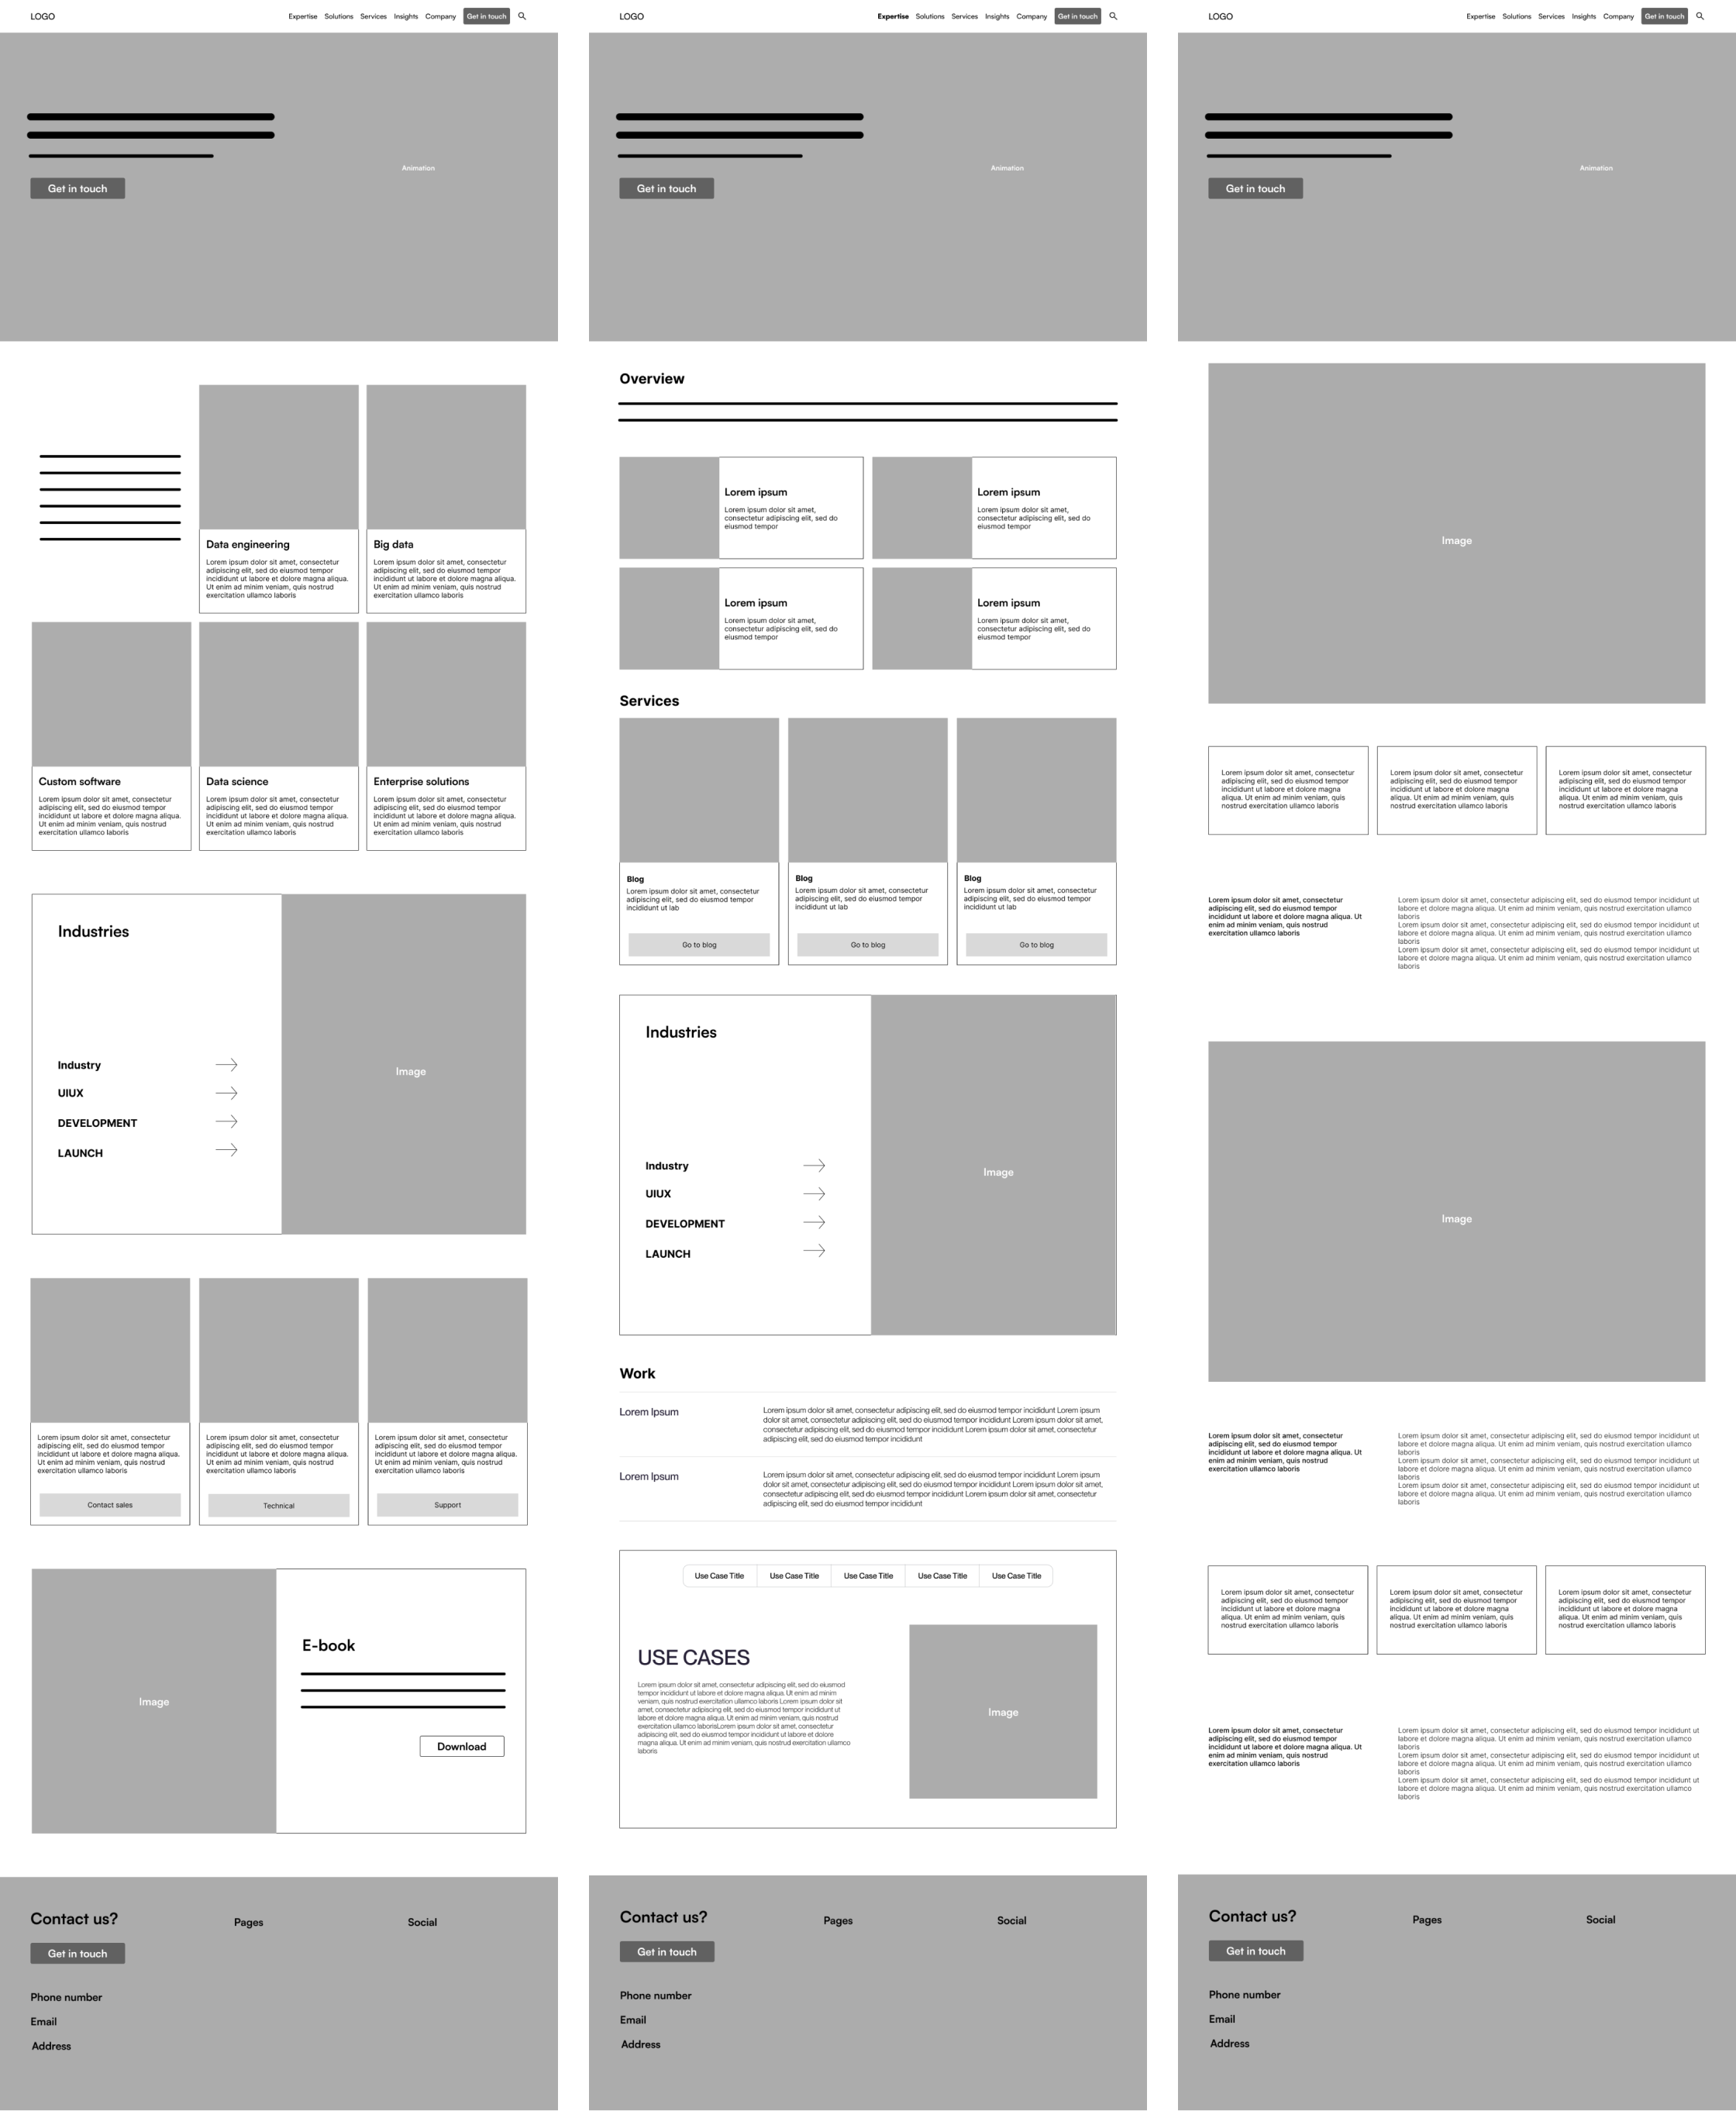 LOGO
Expertise Solutions Services Insights Company Get in touch
Get in touch
Animation
Data engineering
Lorem ipsum dolor sit amet, consectetur
adipiscing elit, sed do eiusmod tempor
incididunt ut labore et dolore magna aliqua.
Ut enim ad minim veniam, quis nostrud
exercitation ullamco laboris
Big data
Lorem ipsum dolor sit amet, consectetur
adipiscing elit, sed do eiusmod tempor
incididunt ut labore et dolore magna aliqua.
Ut enim ad minim veniam, quis nostrud
exercitation ullamco laboris
Custom software
Lorem ipsum dolor sit amet, consectetur
adipiscing elit, sed do eiusmod tempor
incididunt ut labore et dolore magna aliqua.
Ut enim ad minim veniam, quis nostrud
exercitation ullamco laboris
Data science
Lorem ipsum dolor sit amet, consectetur
adipiscing elit, sed do eiusmod tempor
incididunt ut labore et dolore magna aliqua.
Ut enim ad minim veniam, quis nostrud
exercitation ullamco laboris
Enterprise solutions
Lorem ipsum dolor sit amet, consectetur
adipiscing elit, sed do eiusmod tempor
incididunt ut labore et dolore magna aliqua.
Ut enim ad minim veniam, quis nostrud
exercitation ullamco laboris
Industries
Industry
UIUX
DEVELOPMENT
LAUNCH
Image
Lorem ipsum dolor sit amet, consectetur
adipiscing elit, sed do eiusmod tempor
incididunt ut labore et dolore magna aliqua.
Ut enim ad minim veniam, quis nostrud
exercitation ullamco laboris
Contact sales
Lorem ipsum dolor sit amet, consectetur
adipiscing elit, sed do eiusmod tempor
incididunt ut labore et dolore magna aliqua.
Ut enim ad minim veniam, quis nostrud
exercitation ullamco laboris
Technical
Lorem ipsum dolor sit amet, consectetur
adipiscing elit, sed do eiusmod tempor
incididunt ut labore et dolore magna aliqua.
Ut enim ad minim veniam, quis nostrud
exercitation ullamco laboris
Support
Image
E-book
Download
Contact us?
Get in touch
Phone number
Email
Address
Pages
Social
LOGO
Expertise Solutions Services Insights Company Get in touch
Get in touch
Animation
Overview
Lorem ipsum
Lorem ipsum dolor sit amet,
consectetur adipiscing elit, sed do
eiusmod tempor
Lorem ipsum
Lorem ipsum dolor sit amet,
consectetur adipiscing elit, sed do
eiusmod tempor
Lorem ipsum
Lorem ipsum dolor sit amet,
consectetur adipiscing elit, sed do
eiusmod tempor
Lorem ipsum
Lorem ipsum dolor sit amet,
consectetur adipiscing elit, sed do
eiusmod tempor
Services
Blog
Lorem ipsum dolor sit amet, consectetur
adipiscing elit, sed do eiusmod tempor
incididunt ut lab
Go to blog
Blog
Lorem ipsum dolor sit amet, consectetur
adipiscing elit, sed do eiusmod tempor
incididunt ut lab
Go to blog
Blog
Lorem ipsum dolor sit amet, consectetur
adipiscing elit, sed do eiusmod tempor
incididunt ut lab
Go to blog
Industries
Industry
UIUX
DEVELOPMENT
LAUNCH
Image
Work
Lorem Ipsum
Lorem ipsum dolor sit amet, consectetur adipiscing elit, sed do eiusmod tempor incididunt Lorem ipsum
dolor sit amet, consectetur adipiscing elit, sed do eiusmod tempor incididunt Lorem ipsum dolor sit amet,
consectetur adipiscing elit, sed do eiusmod tempor incididunt Lorem ipsum dolor sit amet, consectetur
adipiscing elit, sed do eiusmod tempor incididunt
Lorem Ipsum
Lorem ipsum dolor sit amet, consectetur adipiscing elit, sed do eiusmod tempor incididunt Lorem ipsum
dolor sit amet, consectetur adipiscing elit, sed do eiusmod tempor incididunt Lorem ipsum dolor sit amet,
consectetur adipiscing elit, sed do eiusmod tempor incididunt Lorem ipsum dolor sit amet, consectetur
adipiscing elit, sed do eiusmod tempor incididunt
Use Case Title Use Case Title Use Case Title Use Case Title Use Case Title
USE CASES
Lorem ipsum dolor sit amet, consectetur adipiscing elit, sed do eiusmod
tempor incididunt ut labore et dolore magna aliqua. Ut enim ad minim
veniam, quis nostrud exercitation ullamco laboris Lorem ipsum dolor sit
amet, consectetur adipiscing elit, sed do eiusmod tempor incididunt ut
labore et dolore magna aliqua. Ut enim ad minim veniam, quis nostrud
exercitation ullamco laborisLorem ipsum dolor sit amet, consectetur
adipiscing elit, sed do eiusmod tempor incididunt ut labore et dolore
magna aliqua. Ut enim ad minim veniam, quis nostrud exercitation ullamco
laboris
Image
Contact us?
Get in touch
Phone number
Email
Address
Pages
Social
LOGO
Expertise Solutions Services Insights Company Get in touch
Get in touch
Animation
Image
Lorem ipsum dolor sit amet, consectetur
adipiscing elit, sed do eiusmod tempor
incididunt ut labore et dolore magna
aliqua. Ut enim ad minim veniam, quis
nostrud exercitation ullamco laboris
Lorem ipsum dolor sit amet, consectetur
adipiscing elit, sed do eiusmod tempor
incididunt ut labore et dolore magna
aliqua. Ut enim ad minim veniam, quis
nostrud exercitation ullamco laboris
Lorem ipsum dolor sit amet, consectetur
adipiscing elit, sed do eiusmod tempor
incididunt ut labore et dolore magna
aliqua. Ut enim ad minim veniam, quis
nostrud exercitation ullamco laboris
Lorem ipsum dolor sit amet, consectetur
adipiscing elit, sed do eiusmod tempor
incididunt ut labore et dolore magna aliqua. Ut
enim ad minim veniam, quis nostrud
exercitation ullamco laboris
Lorem ipsum dolor sit amet, consectetur adipiscing elit, sed do eiusmod tempor incididunt ut
labore et dolore magna aliqua. Ut enim ad minim veniam, quis nostrud exercitation ullamco
laboris
Lorem ipsum dolor sit amet, consectetur adipiscing elit, sed do eiusmod tempor incididunt ut
labore et dolore magna aliqua. Ut enim ad minim veniam, quis nostrud exercitation ullamco
laboris
Lorem ipsum dolor sit amet, consectetur adipiscing elit, sed do eiusmod tempor incididunt ut
labore et dolore magna aliqua. Ut enim ad minim veniam, quis nostrud exercitation ullamco
laboris
Image
Lorem ipsum dolor sit amet, consectetur
adipiscing elit, sed do eiusmod tempor
incididunt ut labore et dolore magna aliqua. Ut
enim ad minim veniam, quis nostrud
exercitation ullamco laboris
Lorem ipsum dolor sit amet, consectetur adipiscing elit, sed do eiusmod tempor incididunt ut
labore et dolore magna aliqua. Ut enim ad minim veniam, quis nostrud exercitation ullamco
laboris
Lorem ipsum dolor sit amet, consectetur adipiscing elit, sed do eiusmod tempor incididunt ut
labore et dolore magna aliqua. Ut enim ad minim veniam, quis nostrud exercitation ullamco
laboris
Lorem ipsum dolor sit amet, consectetur adipiscing elit, sed do eiusmod tempor incididunt ut
labore et dolore magna aliqua. Ut enim ad minim veniam, quis nostrud exercitation ullamco
laboris
Lorem ipsum dolor sit amet, consectetur
adipiscing elit, sed do eiusmod tempor
incididunt ut labore et dolore magna
aliqua. Ut enim ad minim veniam, quis
nostrud exercitation ullamco laboris
Lorem ipsum dolor sit amet, consectetur
adipiscing elit, sed do eiusmod tempor
incididunt ut labore et dolore magna
aliqua. Ut enim ad minim veniam, quis
nostrud exercitation ullamco laboris
Lorem ipsum dolor sit amet, consectetur
adipiscing elit, sed do eiusmod tempor
incididunt ut labore et dolore magna
aliqua. Ut enim ad minim veniam, quis
nostrud exercitation ullamco laboris
Lorem ipsum dolor sit amet, consectetur
adipiscing elit, sed do eiusmod tempor
incididunt ut labore et dolore magna aliqua. Ut
enim ad minim veniam, quis nostrud
exercitation ullamco laboris
Lorem ipsum dolor sit amet, consectetur adipiscing elit, sed do eiusmod tempor incididunt ut
labore et dolore magna aliqua. Ut enim ad minim veniam, quis nostrud exercitation ullamco
laboris
Lorem ipsum dolor sit amet, consectetur adipiscing elit, sed do eiusmod tempor incididunt ut
labore et dolore magna aliqua. Ut enim ad minim veniam, quis nostrud exercitation ullamco
laboris
Lorem ipsum dolor sit amet, consectetur adipiscing elit, sed do eiusmod tempor incididunt ut
labore et dolore magna aliqua. Ut enim ad minim veniam, quis nostrud exercitation ullamco
laboris
Contact us?
Get in touch
Phone number
Email
Address
Pages
Social